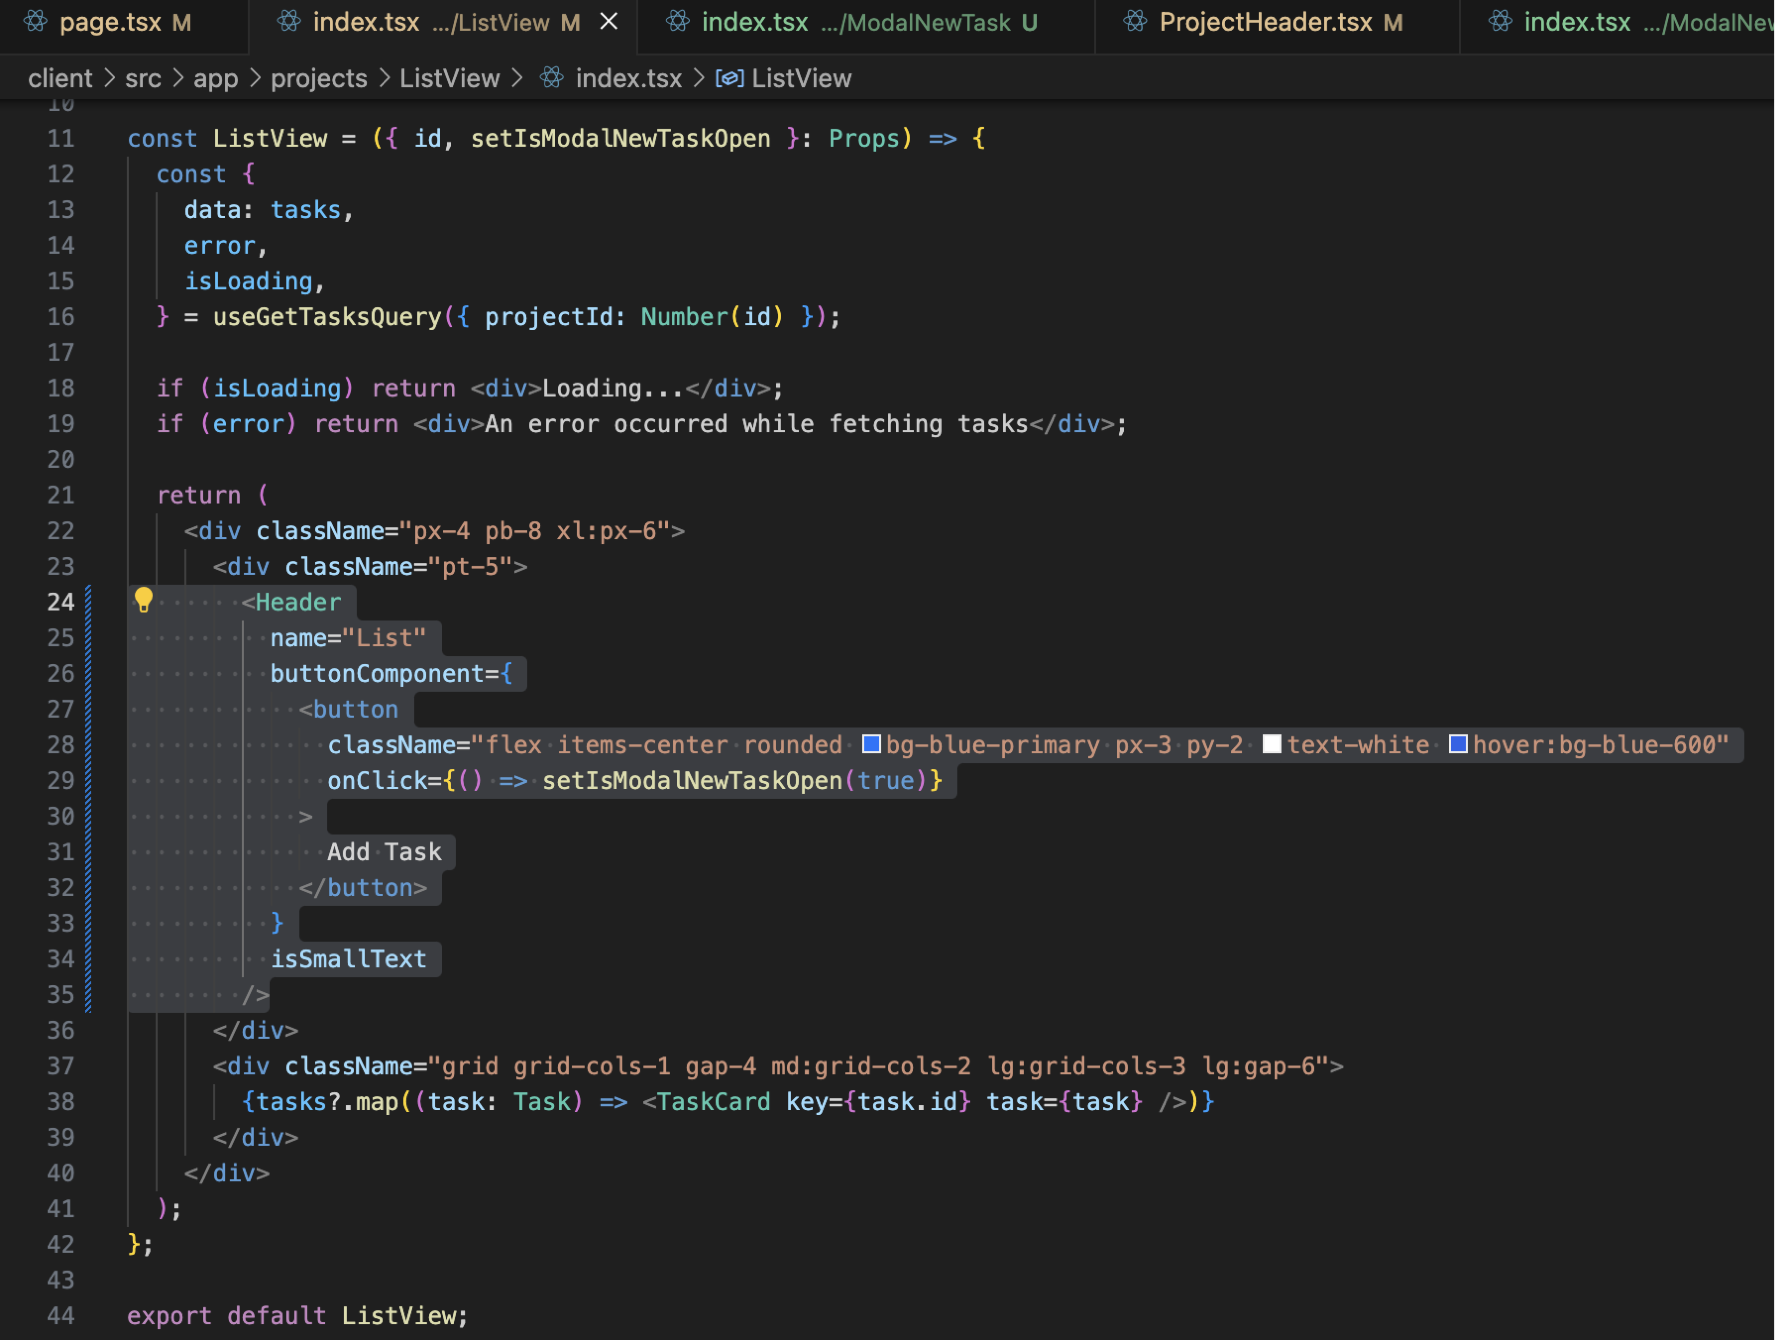 page.tsx M index.tsx .../ListView M × index.tsx .../ModalNewTask U ProjectHeader.tsx M index.tsx .../ModalNew
client > src > app > projects > ListView > index.tsx > ListView
10
11 const ListView = ({ id, setIsModalNewTaskOpen }: Props) => {
12 const {
13 data: tasks,
14 error,
15 isLoading,
16 } = useGetTasksQuery({ projectId: Number(id) });
17
18 if (isLoading) return <div>Loading...</div>;
19 if (error) return <div>An error occurred while fetching tasks</div>;
20
21 return (
22 <div className="px-4 pb-8 xl:px-6">
23 <div className="pt-5">
24 <Header
25 name="List"
26 buttonComponent={
27 <button
28 className="flex items-center rounded bg-blue-primary px-3 py-2 text-white hover:bg-blue-600"
29 onClick={() => setIsModalNewTaskOpen(true)}
30 >
31 Add Task
32 </button>
33 }
34 isSmallText
35 />
36 </div>
37 <div className="grid grid-cols-1 gap-4 md:grid-cols-2 lg:grid-cols-3 lg:gap-6">
38 {tasks?.map((task: Task) => <TaskCard key={task.id} task={task} />)}
39 </div>
40 </div>
41 );
42 };
43
44 export default ListView;